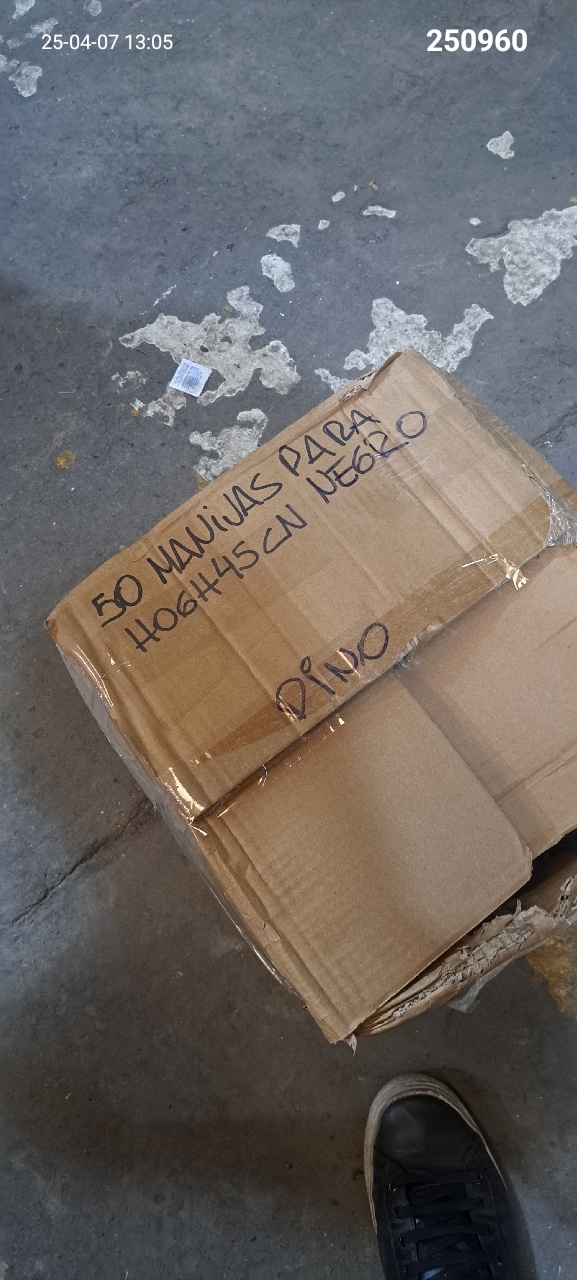 25-04-07 13:05
250960
50 MANIJAS PARA
H06H45CN NEGRO
DINO